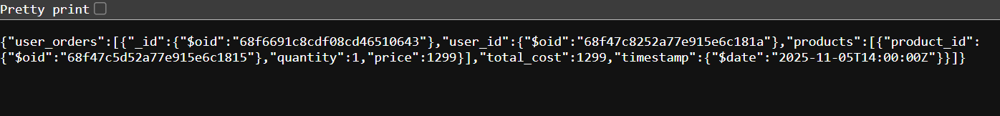 Pretty print
{"user_orders":[{"_id":{"$oid":"68f6691c8cdf08cd46510643"},"user_id":{"$oid":"68f47c8252a77e915e6c181a"},"products":[{"product_id":
{"$oid":"68f47c5d52a77e915e6c1815"},"quantity":1,"price":1299}],"total_cost":1299,"timestamp":{"$date":"2025-11-05T14:00:00Z"}}]}